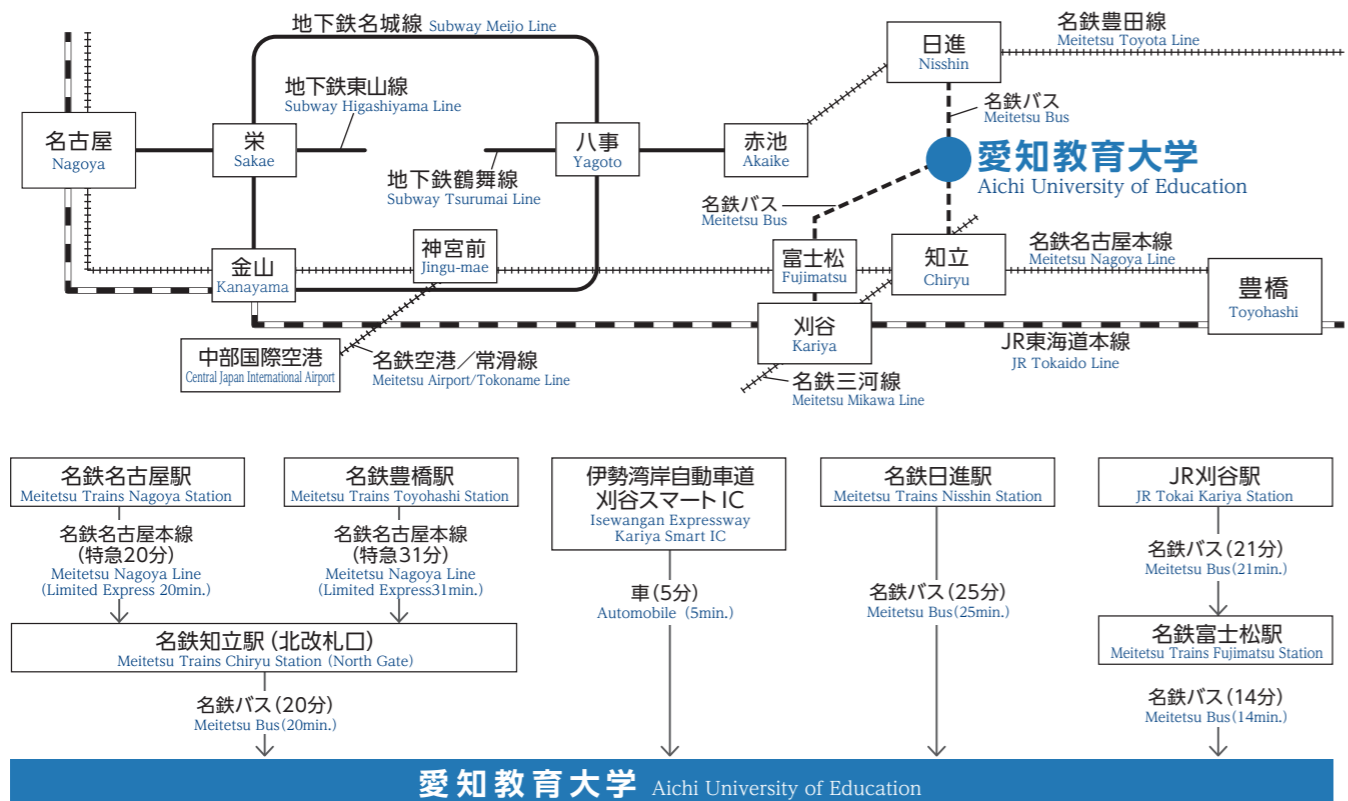 地下鉄名城線 Subway Meijo Line
名鉄豊田線
Meitetsu Toyota Line
日進
Nisshin
地下鉄東山線
Subway Higashiyama Line
名鉄バス
Meitetsu Bus
名古屋
Nagoya
栄
Sakae
八事
Yagoto
赤池
Akaike
愛知教育大学
Aichi University of Education
地下鉄鶴舞線
Subway Tsurumai Line
名鉄バス
Meitetsu Bus
神宮前
Jingu-mae
金山
Kanayama
富士松
Fujimatsu
知立
Chiryu
名鉄名古屋本線
Meitetsu Nagoya Line
豊橋
Toyohashi
刈谷
Kariya
中部国際空港
Central Japan International Airport
名鉄空港／常滑線
Meitetsu Airport/Tokoname Line
JR東海道本線
JR Tokaido Line
名鉄三河線
Meitetsu Mikawa Line
名鉄名古屋駅
Meitetsu Trains Nagoya Station
名鉄名古屋本線
(特急20分)
Meitetsu Nagoya Line
(Limited Express 20min.)
名鉄豊橋駅
Meitetsu Trains Toyohashi Station
名鉄名古屋本線
(特急31分)
Meitetsu Nagoya Line
(Limited Express31min.)
名鉄知立駅（北改札口）
Meitetsu Trains Chiryu Station (North Gate)
名鉄バス(20分)
Meitetsu Bus(20min.)
伊勢湾岸自動車道
刈谷スマートIC
Isewangan Expressway
Kariya Smart IC
車(5分)
Automobile (5min.)
名鉄日進駅
Meitetsu Trains Nisshin Station
名鉄バス(25分)
Meitetsu Bus(25min.)
JR刈谷駅
JR Tokai Kariya Station
名鉄バス(21分)
Meitetsu Bus(21min.)
名鉄富士松駅
Meitetsu Trains Fujimatsu Station
名鉄バス(14分)
Meitetsu Bus(14min.)
愛知教育大学 Aichi University of Education